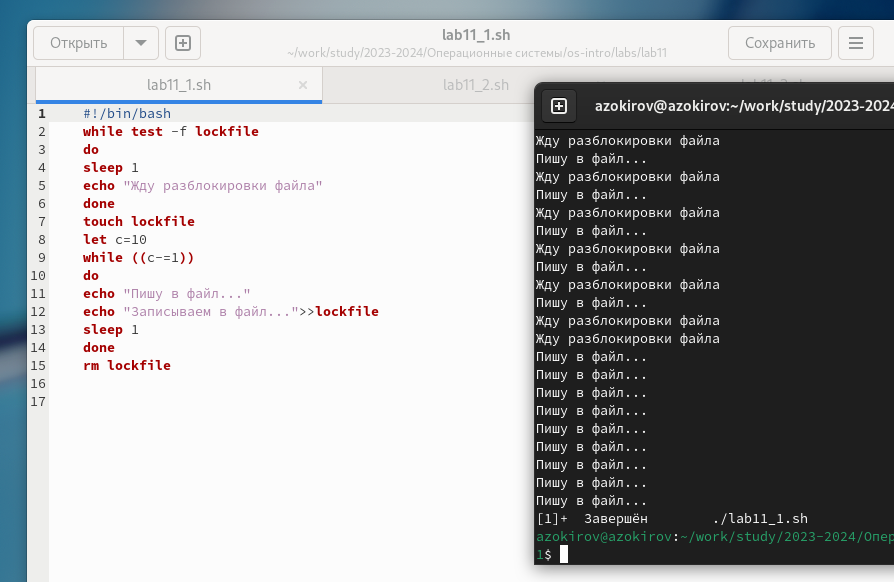 Открыть
lab11_1.sh
~/work/study/2023-2024/Операционные системы/os-intro/labs/lab11
Сохранить
lab11_1.sh
lab11_2.sh
1 #!/bin/bash
2 while test -f lockfile
3 do
4 sleep 1
5 echo "Жду разблокировки файла"
6 done
7 touch lockfile
8 let c=10
9 while ((c-=1))
10 do
11 echo "Пишу в файл..."
12 echo "Записываем в файл...">>lockfile
13 sleep 1
14 done
15 rm lockfile
16
17
azokirov@azokirov:~/work/study/2023-2024
Жду разблокировки файла
Пишу в файл...
Жду разблокировки файла
Пишу в файл...
Жду разблокировки файла
Пишу в файл...
Жду разблокировки файла
Пишу в файл...
Жду разблокировки файла
Пишу в файл...
Жду разблокировки файла
Жду разблокировки файла
Пишу в файл...
Пишу в файл...
Пишу в файл...
Пишу в файл...
Пишу в файл...
Пишу в файл...
Пишу в файл...
Пишу в файл...
Пишу в файл...
[1]+ Завершён ./lab11_1.sh
azokirov@azokirov:~/work/study/2023-2024/Опер
1$